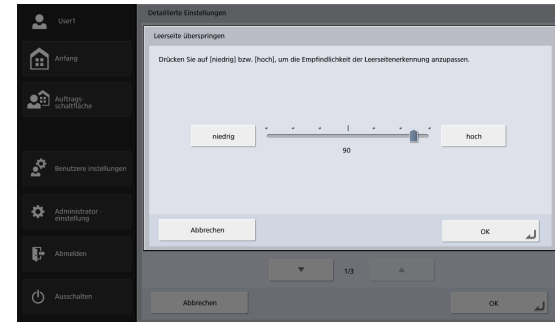 User1
Anfang
Auftrags-
schaltfläche
Benutzere instellungen
Administrator -
einstellung
Abmelden
Ausschalten
Detaillierte Einstellungen
Leerseite überspringen
Drücken Sie auf [niedrig] bzw. [hoch], um die Empfindlichkeit der Leerseitenerkennung anzupassen.
niedrig
hoch
90
Abbrechen
OK
1/3
Abbrechen
OK